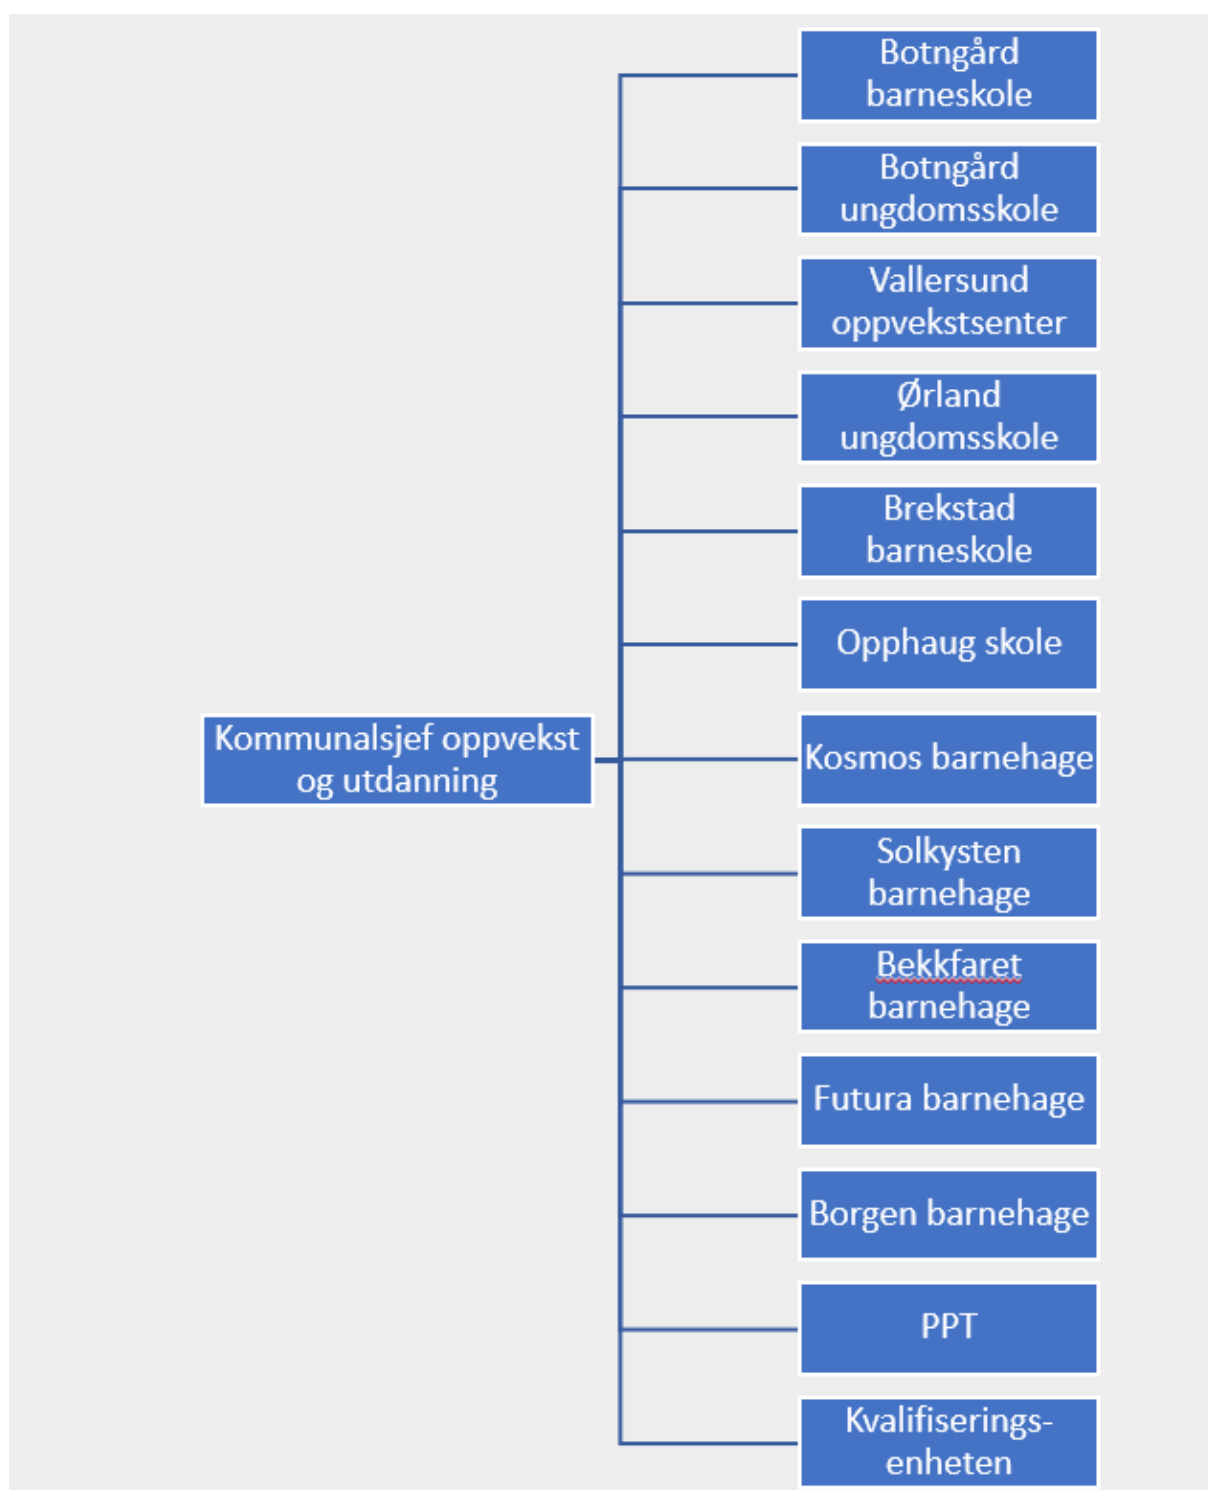 Botngård
barneskole
Botngård
ungdomsskole
Vallersund
oppvekstsenter
Ørland
ungdomsskole
Brekstad
barneskole
Opphaug skole
Kommunalsjef oppvekst
og utdanning
Kosmos barnehage
Solkysten
barnehage
Bekkfaret
barnehage
Futura barnehage
Borgen barnehage
PPT
Kvalifiserings-
enheten